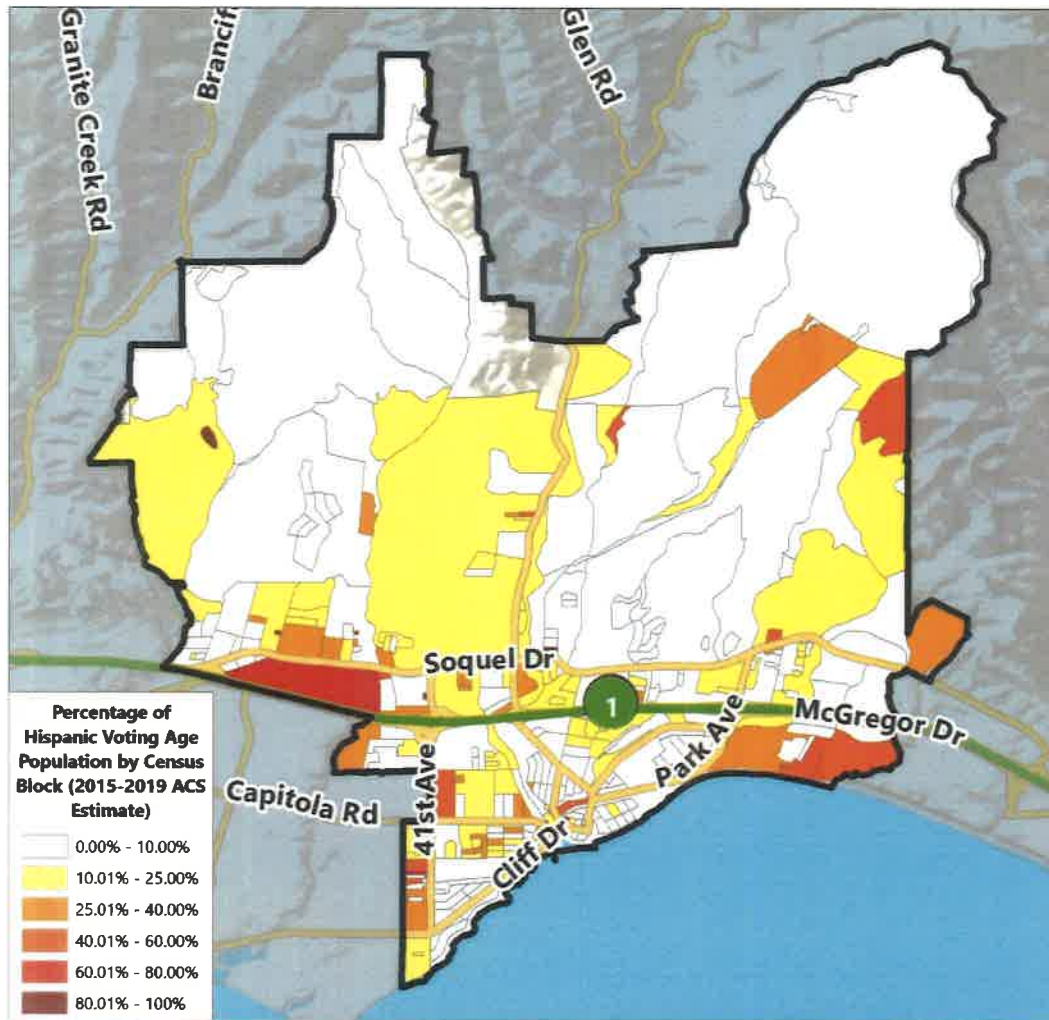 Granite Creek Rd
Brancif
Glen Rd
Soquel Dr
1
McGregor Dr
Park Ave
41st Ave
Capitola Rd
Cliff Dr
Percentage of
Hispanic Voting Age
Population by Census
Block (2015-2019 ACS
Estimate)
0.00% - 10.00%
10.01% - 25.00%
25.01% - 40.00%
40.01% - 60.00%
60.01% - 80.00%
80.01% - 100%